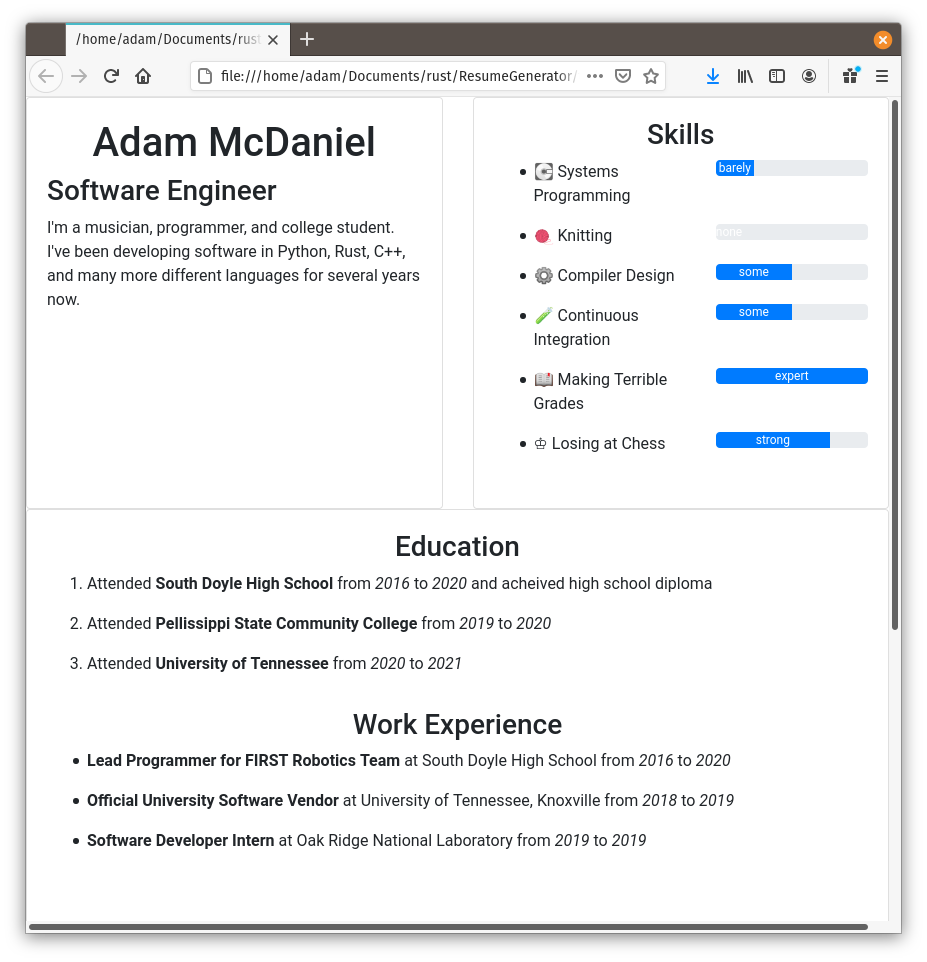 /home/adam/Documents/rust
file:///home/adam/Documents/rust/ResumeGenerator/
Adam McDaniel
Software Engineer
I'm a musician, programmer, and college student.
I've been developing software in Python, Rust, C++,
and many more different languages for several years
now.
Skills
Systems
Programming
barely
Knitting
none
Compiler Design
some
Continuous
Integration
some
Making Terrible
Grades
expert
♔ Losing at Chess
strong
Education
1. Attended South Doyle High School from 2016 to 2020 and acheived high school diploma
2. Attended Pellissippi State Community College from 2019 to 2020
3. Attended University of Tennessee from 2020 to 2021
Work Experience
Lead Programmer for FIRST Robotics Team at South Doyle High School from 2016 to 2020
Official University Software Vendor at University of Tennessee, Knoxville from 2018 to 2019
Software Developer Intern at Oak Ridge National Laboratory from 2019 to 2019